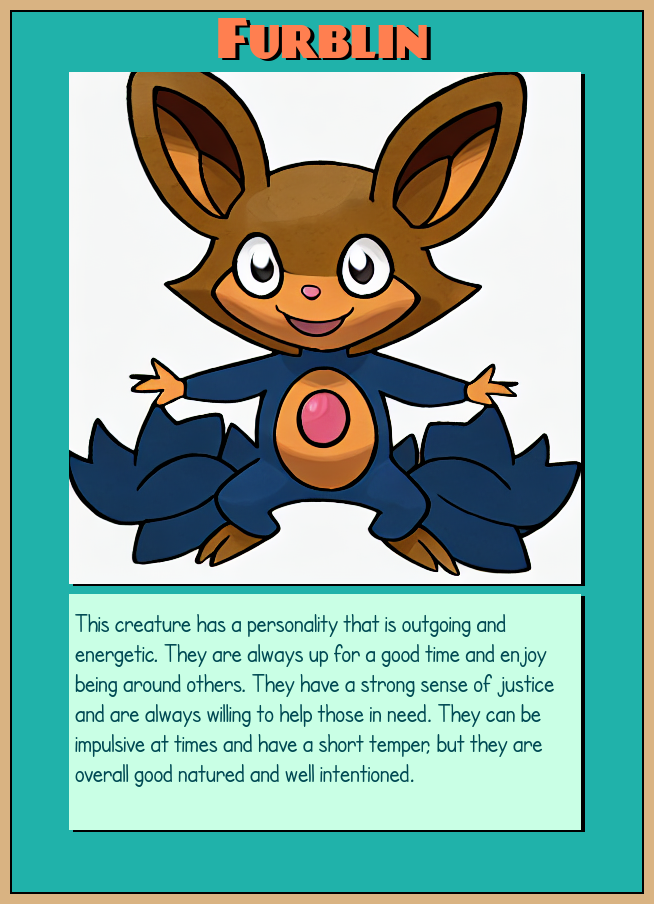 Furblin
This creature has a personality that is outgoing and
energetic. They are always up for a good time and enjoy
being around others. They have a strong sense of justice
and are always willing to help those in need. They can be
impulsive at times and have a short temper, but they are
overall good natured and well intentioned.